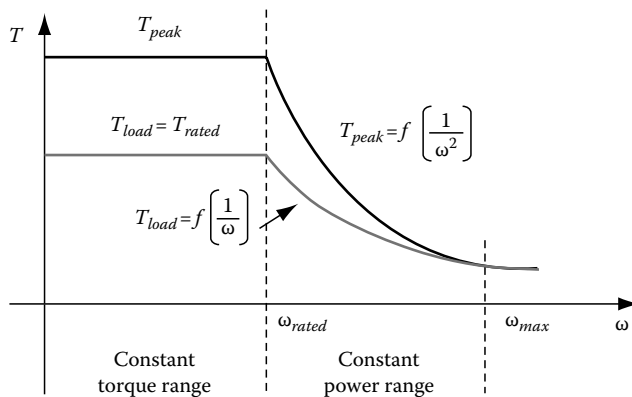 T
T_peak
T_load = T_rated
T_peak = f [1/ω²]
T_load = f [1/ω]
ω_rated
ω_max
ω
Constant
torque range
Constant
power range